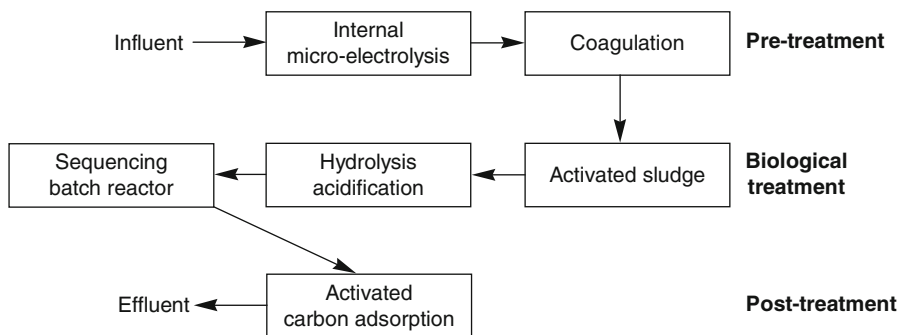 Influent
Internal
micro-electrolysis
Coagulation
Pre-treatment
Sequencing
batch reactor
Hydrolysis
acidification
Activated sludge
Biological
treatment
Effluent
Activated
carbon adsorption
Post-treatment